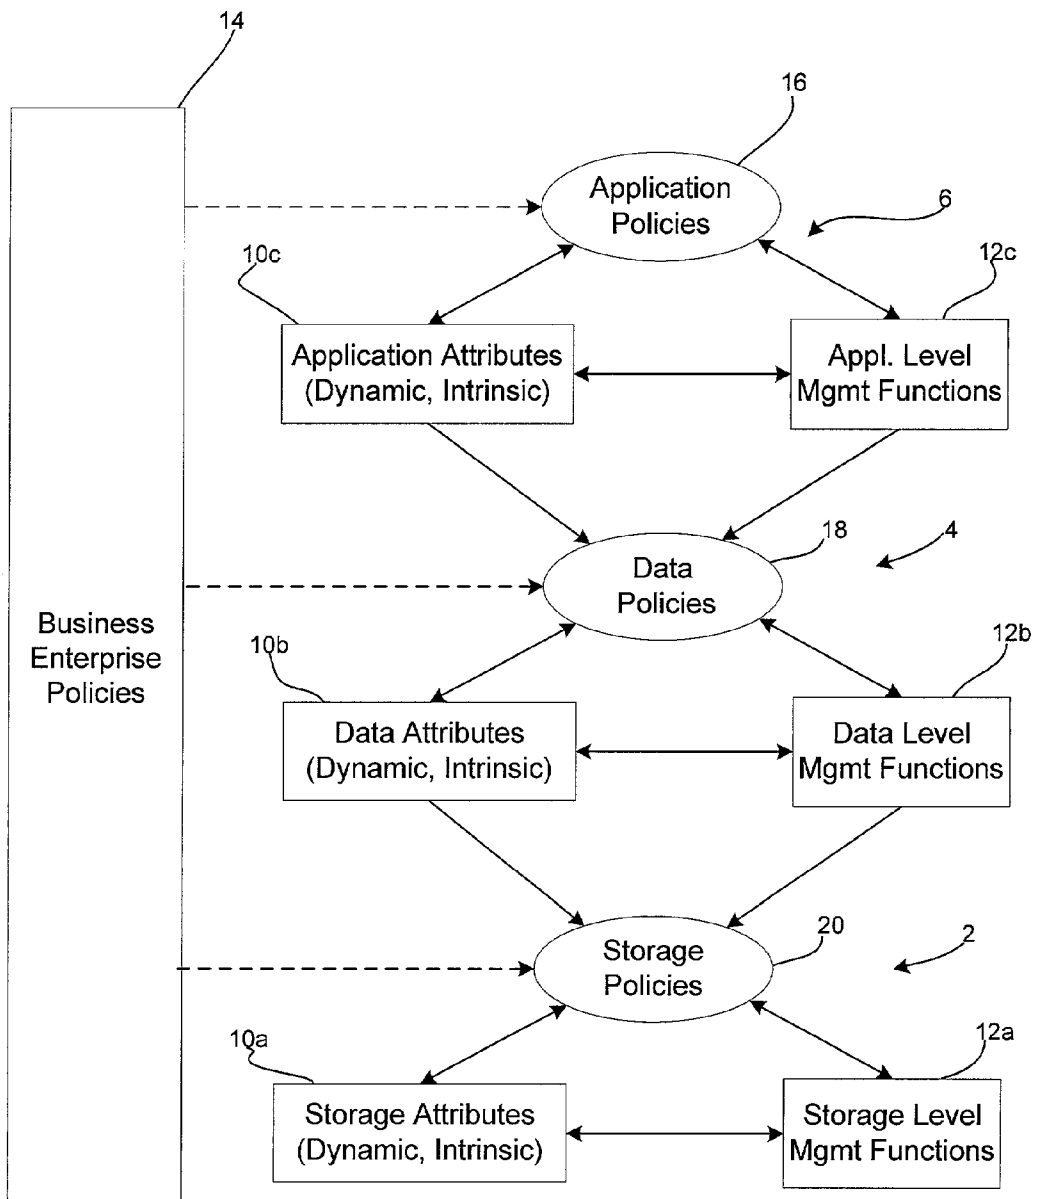 14
16
Application
Policies
6
10c
12c
Application Attributes
(Dynamic, Intrinsic)
Appl. Level
Mgmt Functions
18
4
Data
Policies
Business
Enterprise
Policies
10b
12b
Data Attributes
(Dynamic, Intrinsic)
Data Level
Mgmt Functions
20
2
Storage
Policies
10a
12a
Storage Attributes
(Dynamic, Intrinsic)
Storage Level
Mgmt Functions